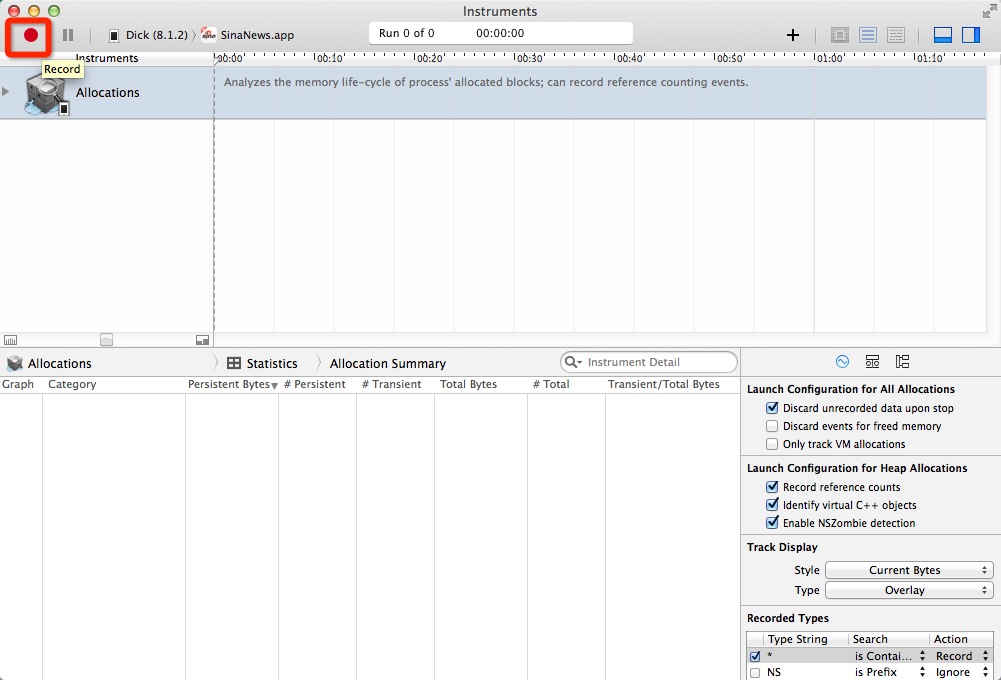 Instruments
Dick (8.1.2) SinaNews.app
Run 0 of 0 00:00:00
Instruments
00:00 00:10 00:20 00:30 00:40 00:50 01:00 01:10
Record
Allocations
Analyzes the memory life-cycle of process' allocated blocks; can record reference counting events.
Allocations Statistics Allocation Summary Instrument Detail
Graph Category Persistent Bytes # Persistent # Transient Total Bytes # Total Transient/Total Bytes
Launch Configuration for All Allocations
Discard unrecorded data upon stop
Discard events for freed memory
Only track VM allocations
Launch Configuration for Heap Allocations
Record reference counts
Identify virtual C++ objects
Enable NSZombie detection
Track Display
Style Current Bytes
Type Overlay
Recorded Types
Type String Search Action
* is Contai... Record
NS is Prefix Ignore